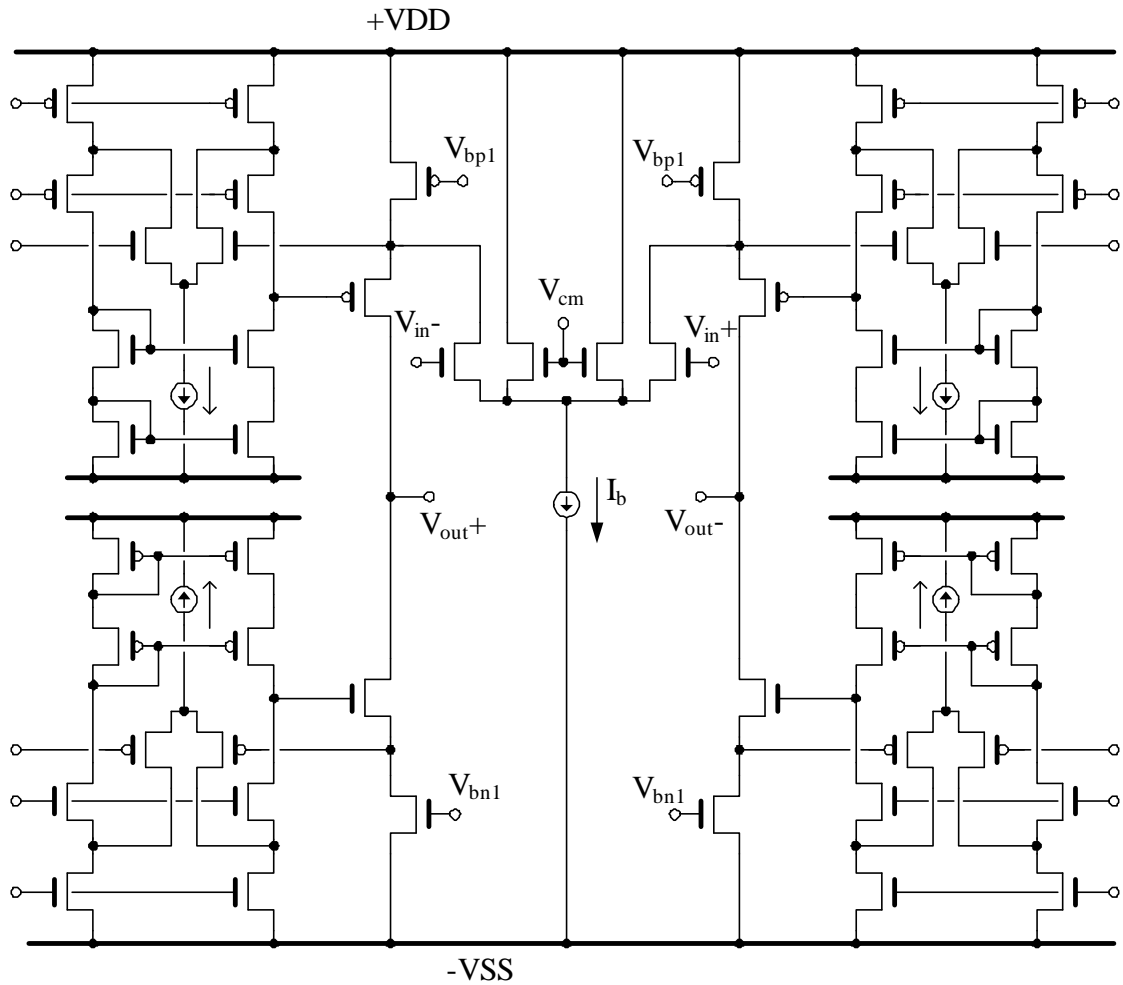 +VDD
V_bp1 V_bp1
V_cm
V_in- V_in+
I_b
V_out+ V_out-
V_bn1 V_bn1
-VSS